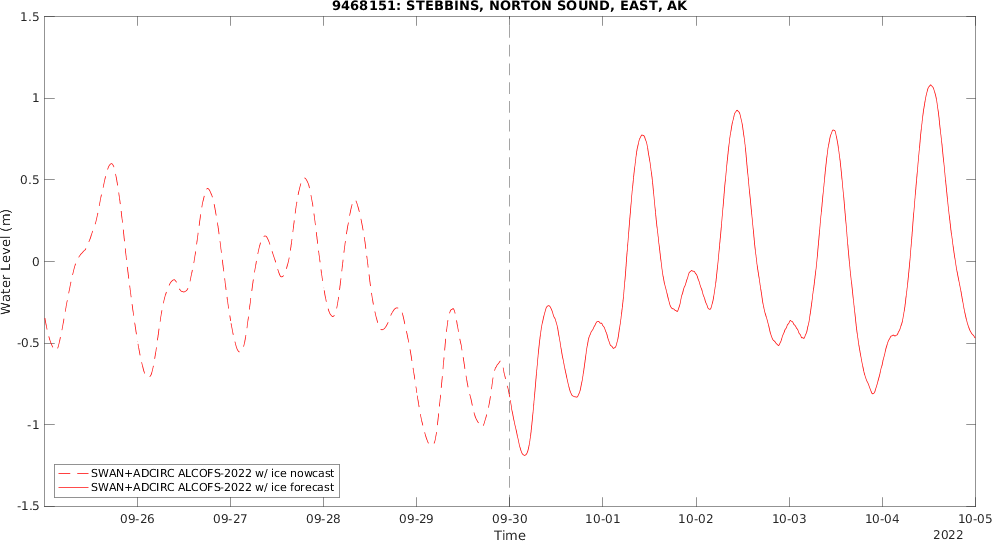 9468151: STEBBINS, NORTON SOUND, EAST, AK
1.5
1
0.5
0
-0.5
-1
-1.5
Water Level (m)
SWAN+ADCIRC ALCOFS-2022 w/ ice nowcast
SWAN+ADCIRC ALCOFS-2022 w/ ice forecast
09-26 09-27 09-28 09-29 09-30 10-01 10-02 10-03 10-04 10-05
Time
2022